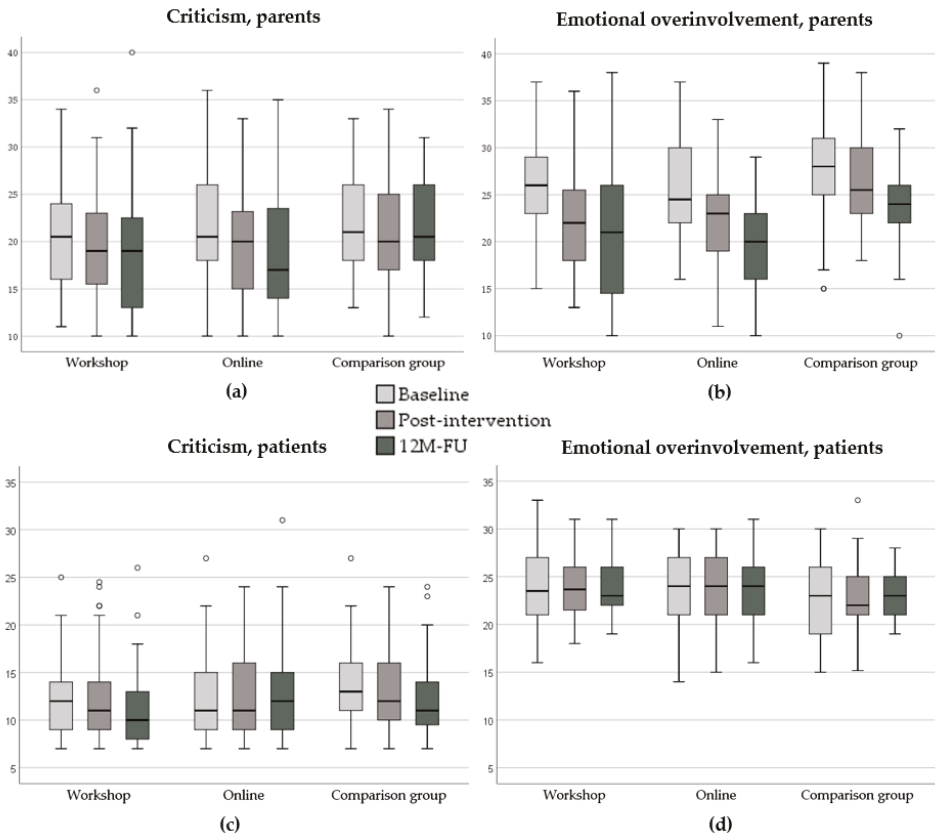 Criticism, parents
40
35
30
25
20
15
10
Workshop Online Comparison group
(a)
Emotional overinvolvement, parents
40
35
30
25
20
15
10
Workshop Online Comparison group
(b)
Baseline
Post-intervention
12M-FU
Criticism, patients
35
30
25
20
15
10
5
Workshop Online Comparison group
(c)
Emotional overinvolvement, patients
35
30
25
20
15
10
5
Workshop Online Comparison group
(d)